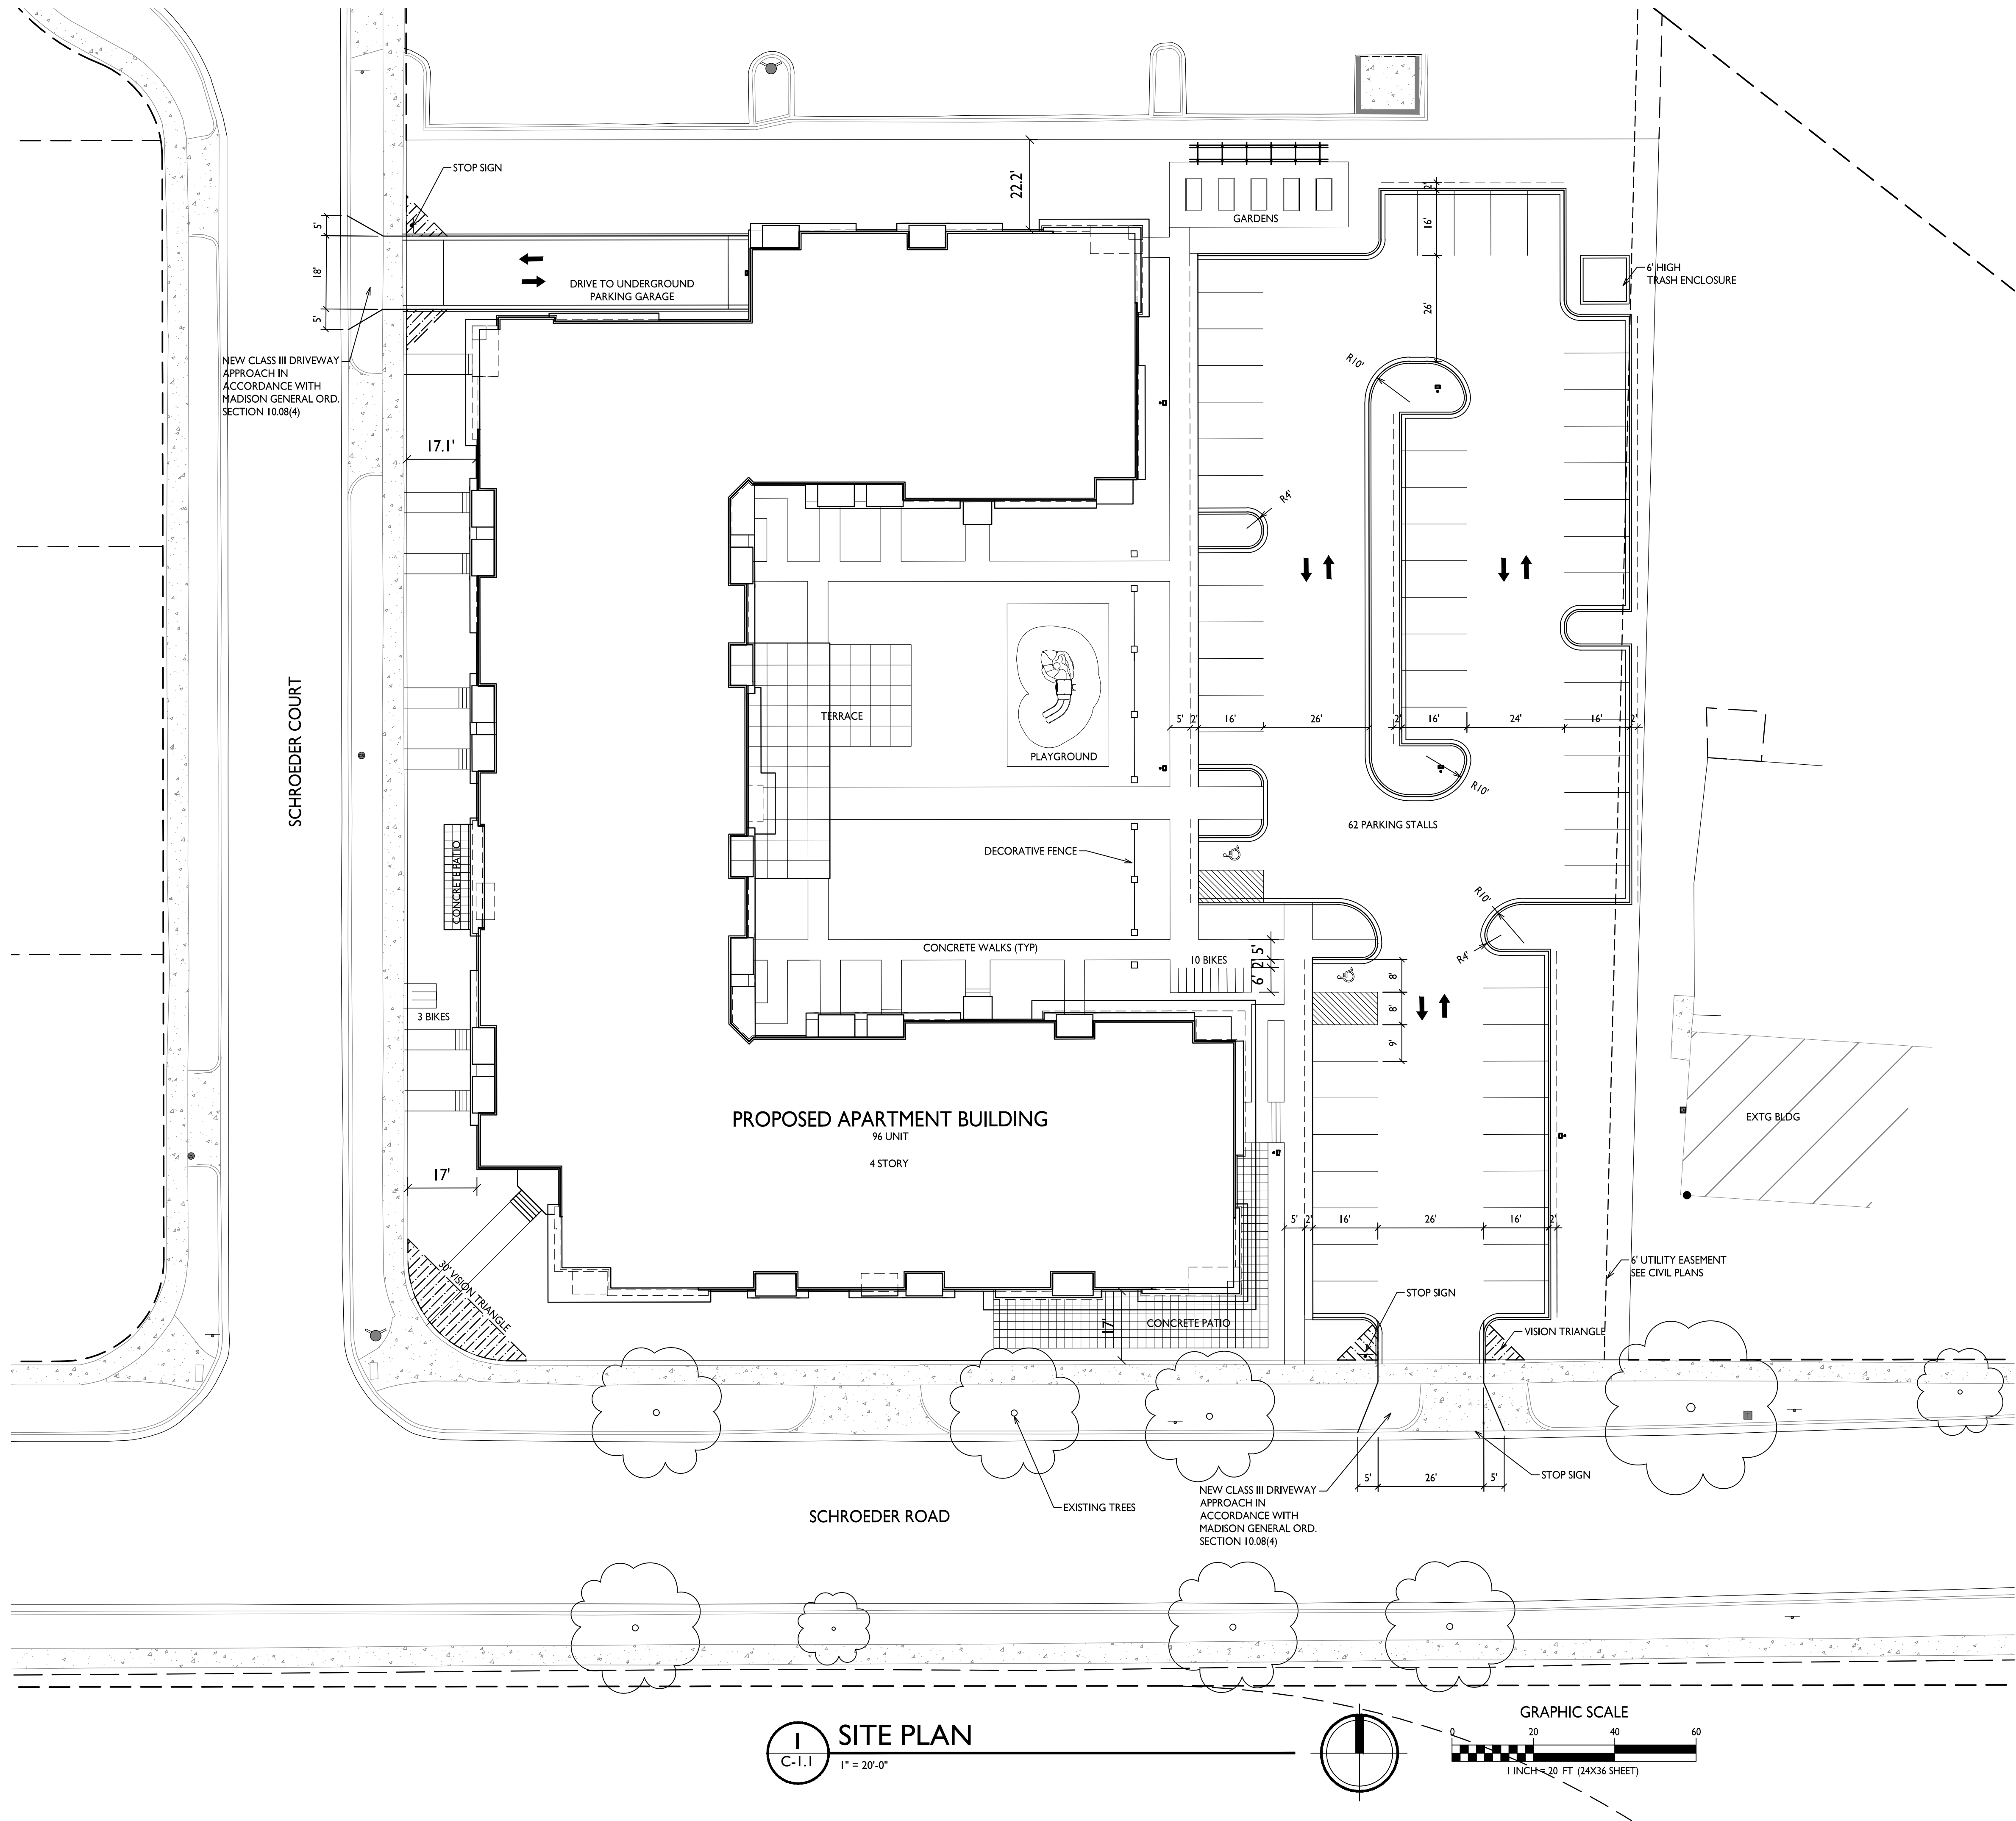 STOP SIGN
22.2'
2'
16'
GARDENS
5'
18'
5'
DRIVE TO UNDERGROUND
PARKING GARAGE
6' HIGH
TRASH ENCLOSURE
26'
NEW CLASS III DRIVEWAY
APPROACH IN
ACCORDANCE WITH
MADISON GENERAL ORD.
SECTION 10.08(4)
R10'
17.1'
R4'
SCHROEDER COURT
TERRACE
PLAYGROUND
5'
2'
16'
26'
2'
16'
24'
16'
2'
R10'
62 PARKING STALLS
DECORATIVE FENCE
CONCRETE PATIO
R10'
R4'
CONCRETE WALKS (TYP)
10 BIKES
5'
2'
6'
8'
8'
9'
3 BIKES
PROPOSED APARTMENT BUILDING
96 UNIT
4 STORY
EXTG BLDG
17'
5'
2'
16'
26'
16'
2'
30' VISION TRIANGLE
6' UTILITY EASEMENT
SEE CIVIL PLANS
STOP SIGN
17'
CONCRETE PATIO
VISION TRIANGLE
5'
26'
5'
STOP SIGN
NEW CLASS III DRIVEWAY
APPROACH IN
ACCORDANCE WITH
MADISON GENERAL ORD.
SECTION 10.08(4)
EXISTING TREES
SCHROEDER ROAD
1
C-1.1
SITE PLAN
1" = 20'-0"
GRAPHIC SCALE
0 20 40 60
1 INCH = 20 FT (24X36 SHEET)